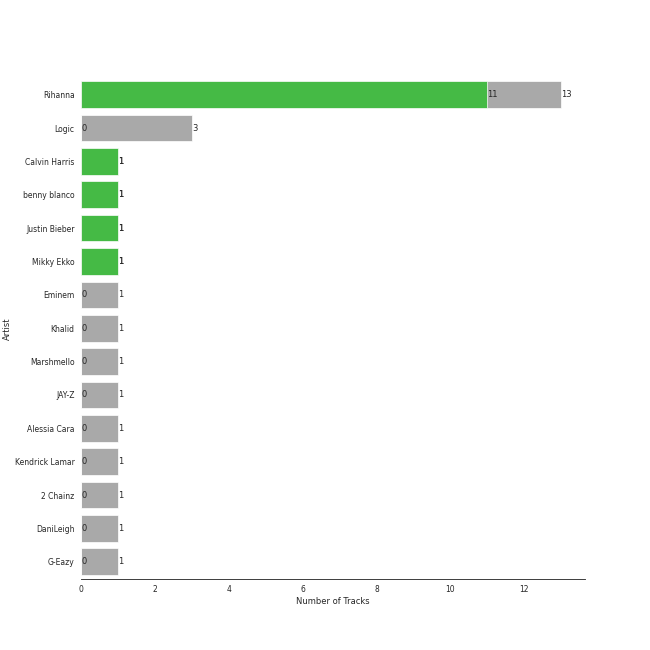 Rihanna 11 13
Logic 0 3
Calvin Harris 1
benny blanco 1
Justin Bieber 1
Mikky Ekko 1
Eminem 0 1
Khalid 0 1
Marshmello 0 1
JAY-Z 0 1
Alessia Cara 0 1
Kendrick Lamar 0 1
2 Chainz 0 1
DaniLeigh 0 1
G-Eazy 0 1
Artist
0 2 4 6 8 10 12
Number of Tracks